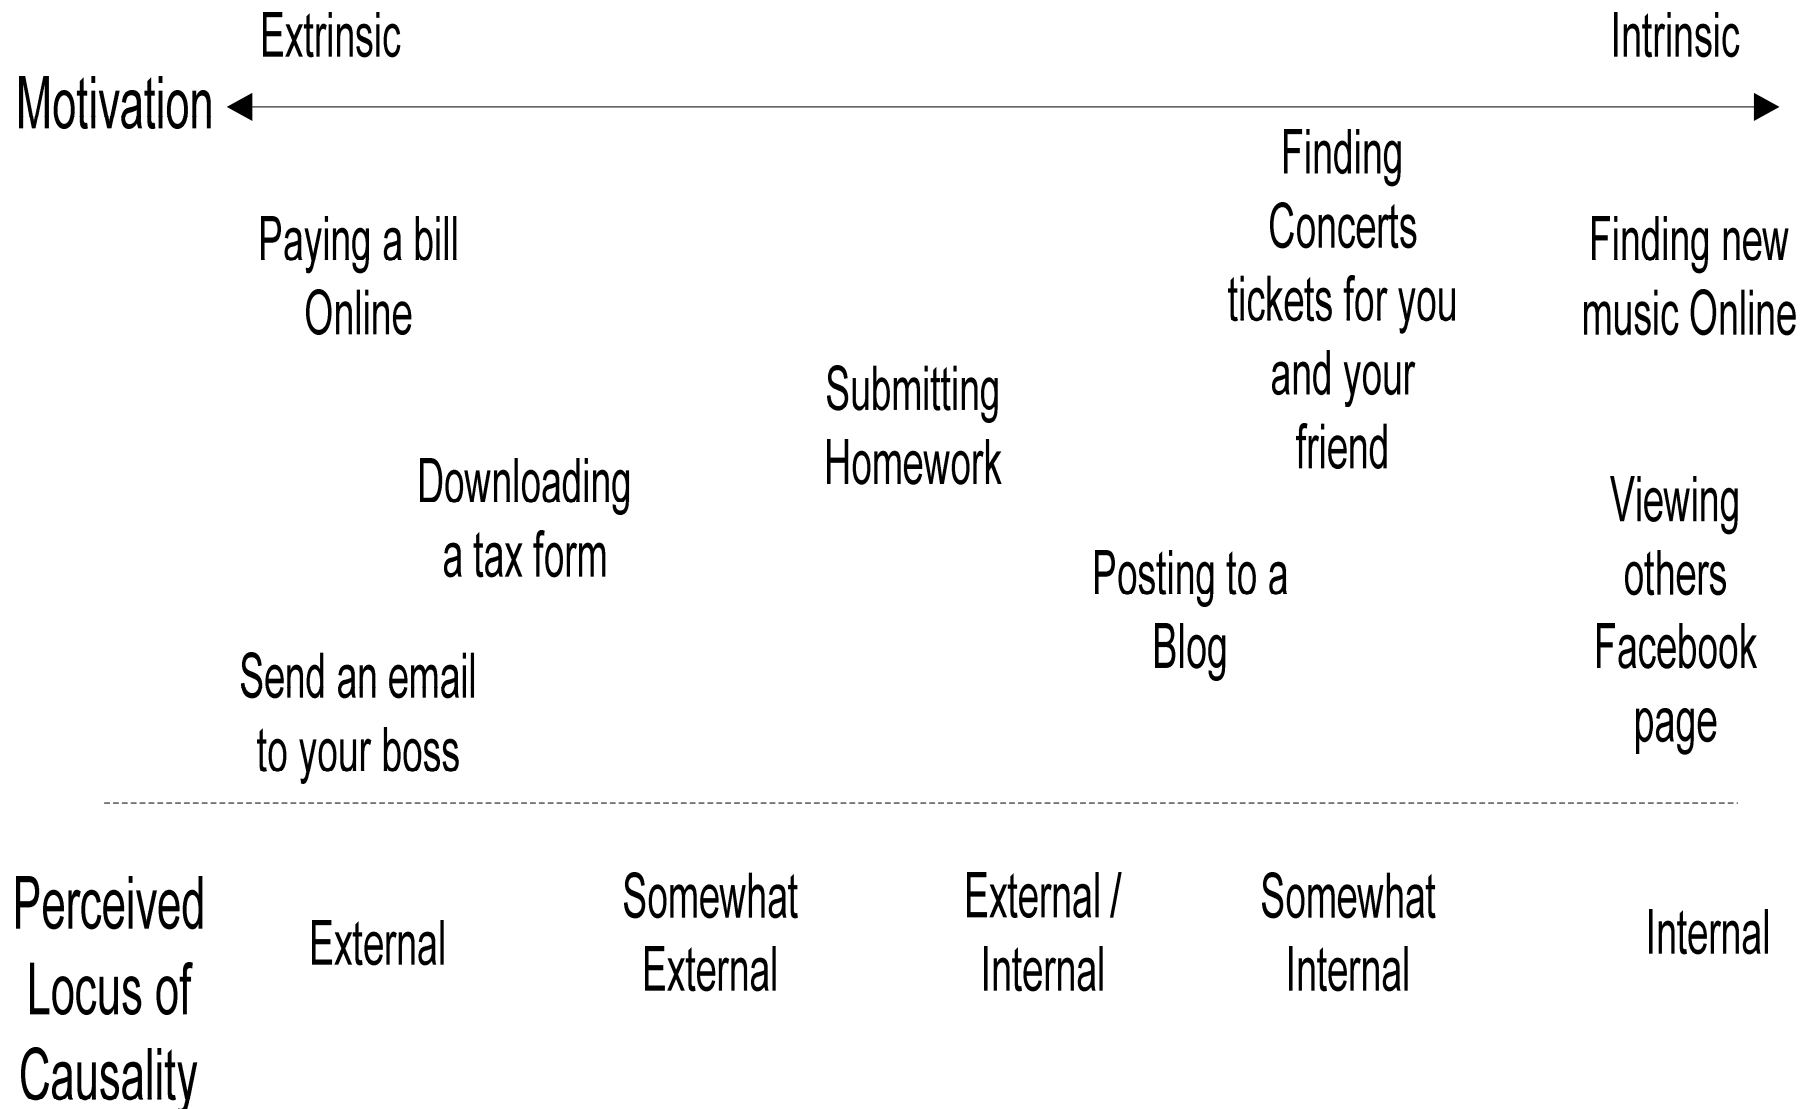 Extrinsic
Intrinsic
Motivation
Paying a bill
Online
Downloading
a tax form
Send an email
to your boss
Submitting
Homework
Finding
Concerts
tickets for you
and your
friend
Posting to a
Blog
Finding new
music Online
Viewing
others
Facebook
page
Perceived
Locus of
Causality
External
Somewhat
External
External /
Internal
Somewhat
Internal
Internal